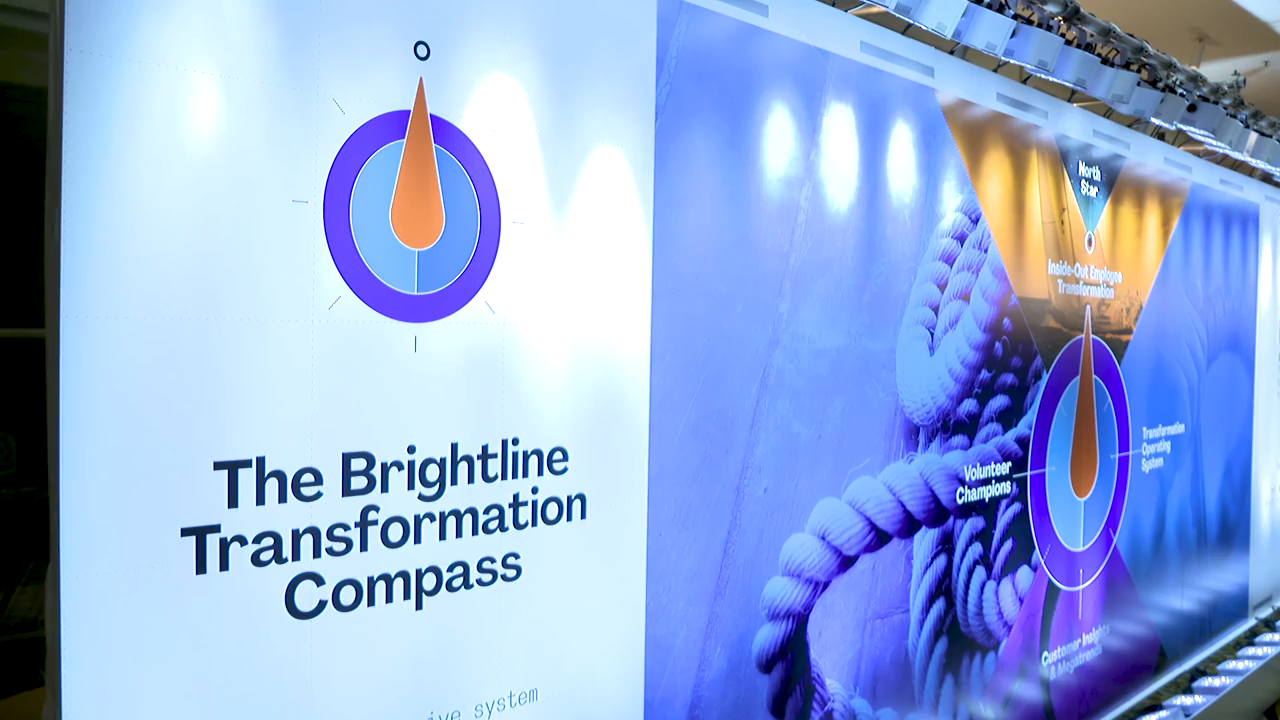 The Brightline
Transformation
Compass
system
North
Star
Inside-Out Employee
Transformation
Volunteer
Champions
Transformation
Operating
System
Customer Insights
& Megatrends